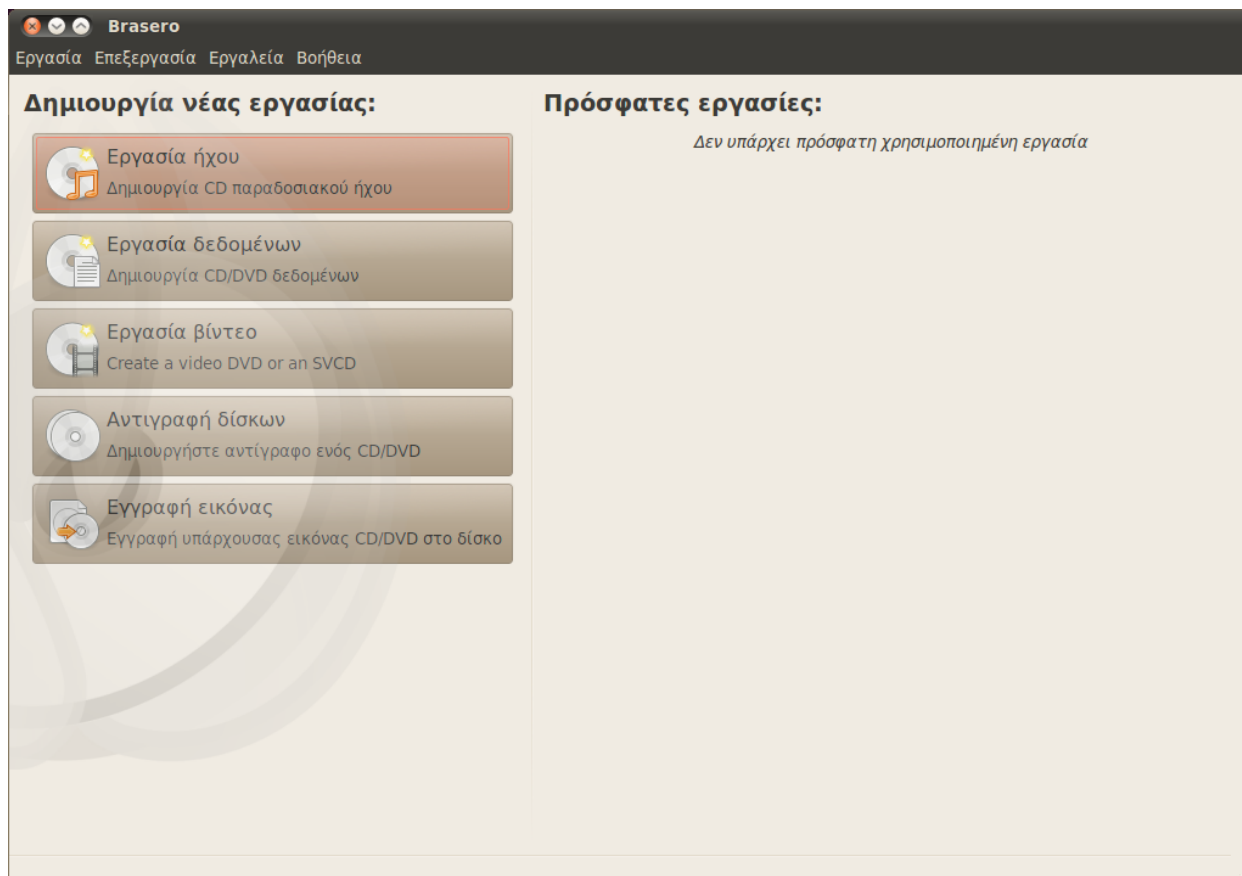 Brasero
Εργασία Επεξεργασία Εργαλεία Βοήθεια
Δημιουργία νέας εργασίας:
Εργασία ήχου
Δημιουργία CD παραδοσιακού ήχου
Εργασία δεδομένων
Δημιουργία CD/DVD δεδομένων
Εργασία βίντεο
Create a video DVD or an SVCD
Αντιγραφή δίσκων
Δημιουργήστε αντίγραφο ενός CD/DVD
Εγγραφή εικόνας
Εγγραφή υπάρχουσας εικόνας CD/DVD στο δίσκο
Πρόσφατες εργασίες:
Δεν υπάρχει πρόσφατη χρησιμοποιημένη εργασία